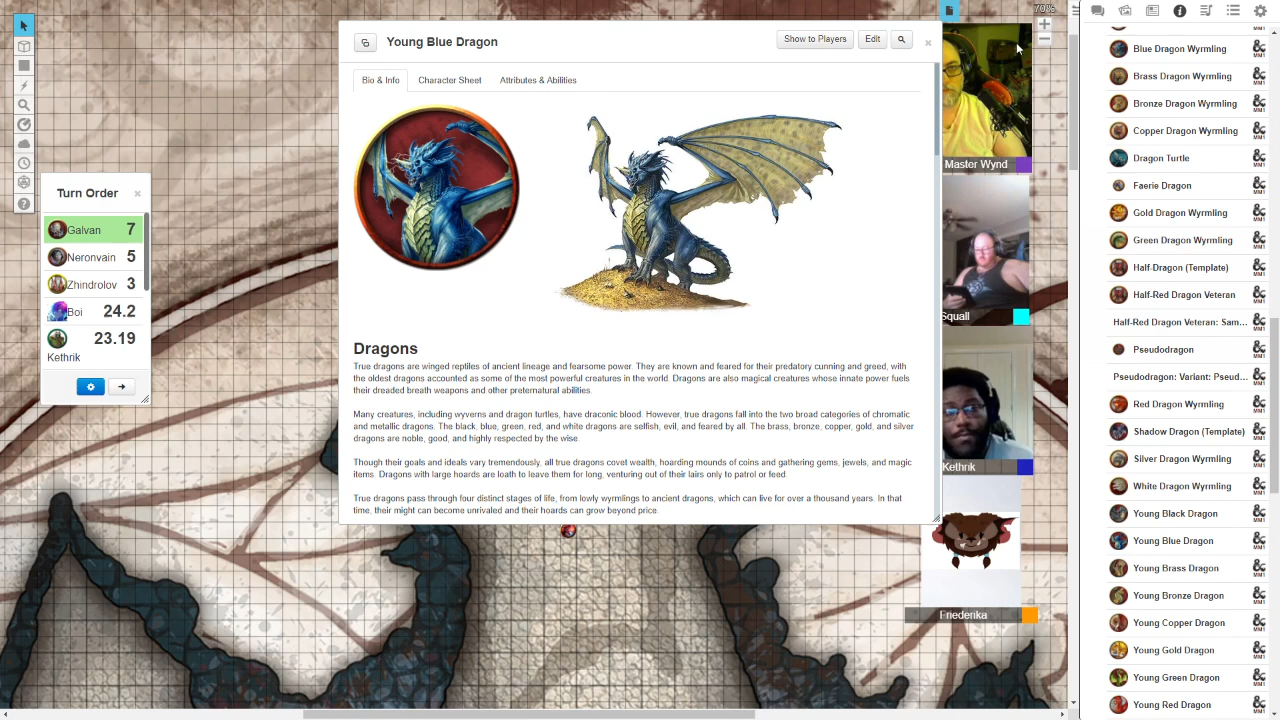 70%
Young Blue Dragon
Show to Players
Edit
Bio & Info
Character Sheet
Attributes & Abilities
Turn Order
Galvan 7
Neronvain 5
Zhindrolov 3
Boi 24.2
23.19
Kethrik
Dragons
True dragons are winged reptiles of ancient lineage and fearsome power. They are known and feared for their predatory cunning and greed, with
the oldest dragons accounted as some of the most powerful creatures in the world. Dragons are also magical creatures whose innate power fuels
their dreaded breath weapons and other preternatural abilities.
Many creatures, including wyverns and dragon turtles, have draconic blood. However, true dragons fall into the two broad categories of chromatic
and metallic dragons. The black, blue, green, red, and white dragons are selfish, evil, and feared by all. The brass, bronze, copper, gold, and silver
dragons are noble, good, and highly respected by the wise.
Though their goals and ideals vary tremendously, all true dragons covet wealth, hoarding mounds of coins and gathering gems, jewels, and magic
items. Dragons with large hoards are loath to leave them for long, venturing out of their lairs only to patrol or feed.
True dragons pass through four distinct stages of life, from lowly wyrmlings to ancient dragons, which can live for over a thousand years. In that
time, their might can become unrivaled and their hoards can grow beyond price.
Master Wynd
Squall
Kethrik
Friederika
Blue Dragon Wyrmling
Brass Dragon Wyrmling
Bronze Dragon Wyrmling
Copper Dragon Wyrmling
Dragon Turtle
Faerie Dragon
Gold Dragon Wyrmling
Green Dragon Wyrmling
Half-Dragon (Template)
Half-Red Dragon Veteran
Half-Red Dragon Veteran: Sam...
Pseudodragon
Pseudodragon: Variant: Pseud...
Red Dragon Wyrmling
Shadow Dragon (Template)
Silver Dragon Wyrmling
White Dragon Wyrmling
Young Black Dragon
Young Blue Dragon
Young Brass Dragon
Young Bronze Dragon
Young Copper Dragon
Young Gold Dragon
Young Green Dragon
Young Red Dragon